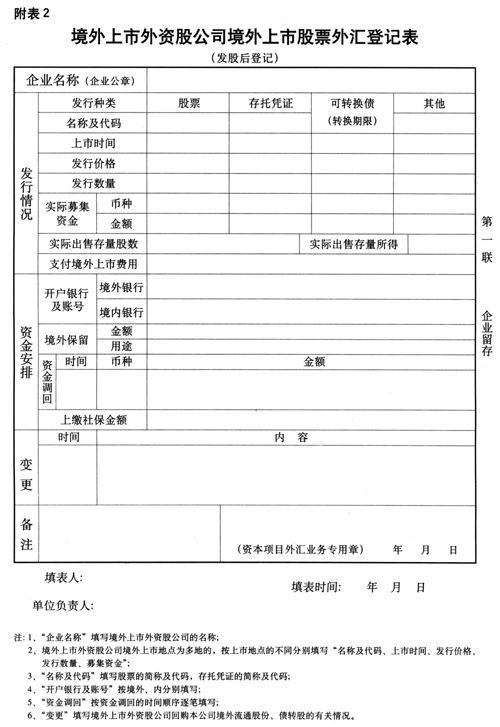 附表2
境外上市外资股公司境外上市股票外汇登记表
（发股后登记）
企业名称（企业公章）
发行情况
发行种类 股票 存托凭证 可转换债（转换期限） 其他
名称及代码
上市时间
发行价格
发行数量
实际募集资金 币种
金额
实际出售存量股数 实际出售存量所得
支付境外上市费用
资金安排
开户银行及账号 境外银行
境内银行
境外保留 金额
用途
资金调回 时间 币种 金额
上缴社保金额
变更
时间 内容
备注
（资本项目外汇业务专用章） 年 月 日
第一联
企业留存
填表人：
填表时间： 年 月 日
单位负责人：
注：1、“企业名称”填写境外上市外资股公司的名称；
2、境外上市外资股公司境外上市地点为多地的，按上市地点的不同分别填写“名称及代码、上市时间、发行价格、
发行数量、募集资金”；
3、“名称及代码”填写股票的简称及代码，存托凭证的简称及代码；
4、“开户银行及账号”按境外、内分别填写；
5、“资金调回”按资金调回的时间顺序逐笔填写；
6、“变更”填写境外上市外资股公司回购本公司境外流通股份、债转股的有关情况。